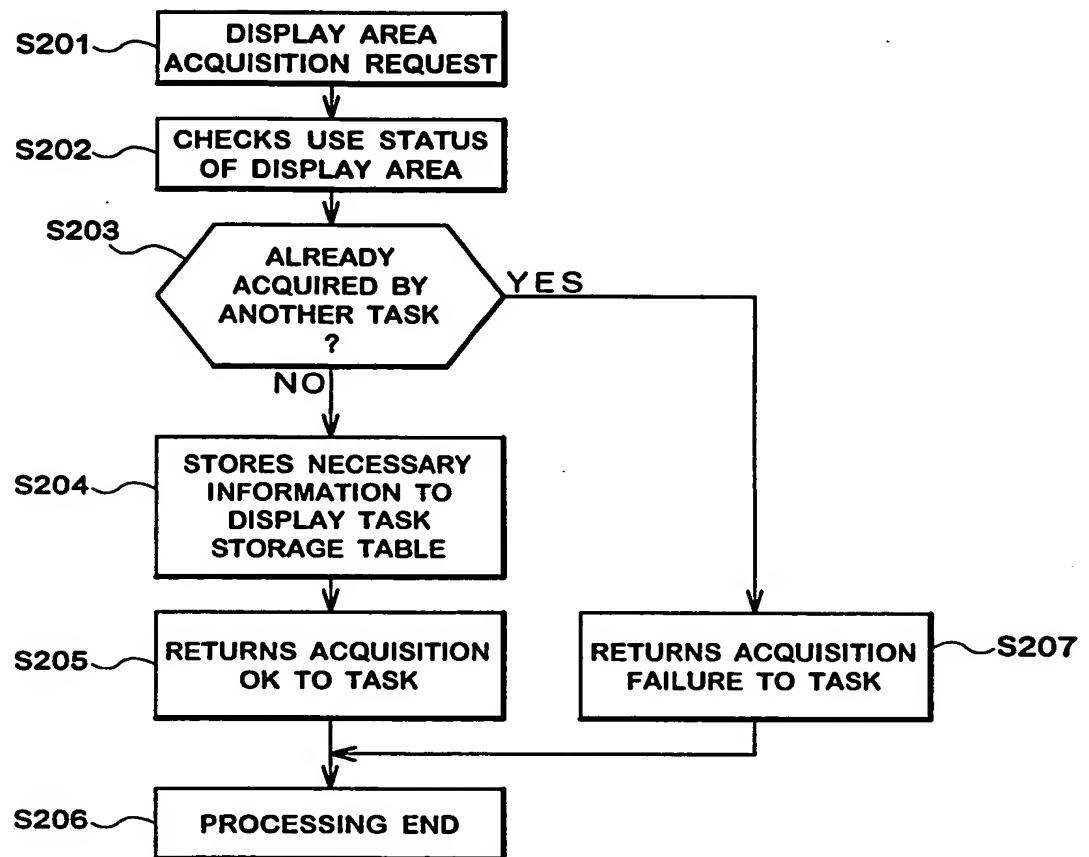 S201
DISPLAY AREA
ACQUISITION REQUEST
S202
CHECKS USE STATUS
OF DISPLAY AREA
S203
ALREADY
ACQUIRED BY
ANOTHER TASK
?
YES
NO
S204
STORES NECESSARY
INFORMATION TO
DISPLAY TASK
STORAGE TABLE
S205
RETURNS ACQUISITION
OK TO TASK
RETURNS ACQUISITION
FAILURE TO TASK
S207
S206
PROCESSING END